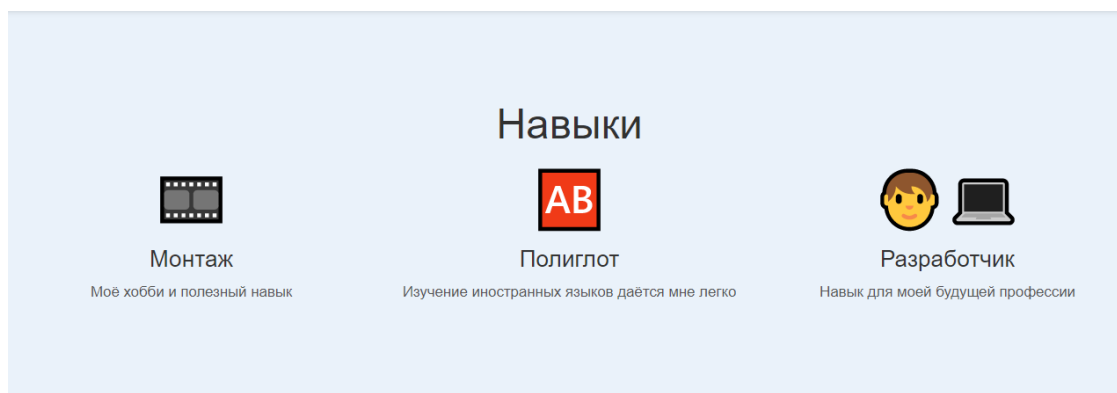 Навыки
AB
Монтаж
Полиглот
Разработчик
Моё хобби и полезный навык
Изучение иностранных языков даётся мне легко
Навык для моей будущей профессии